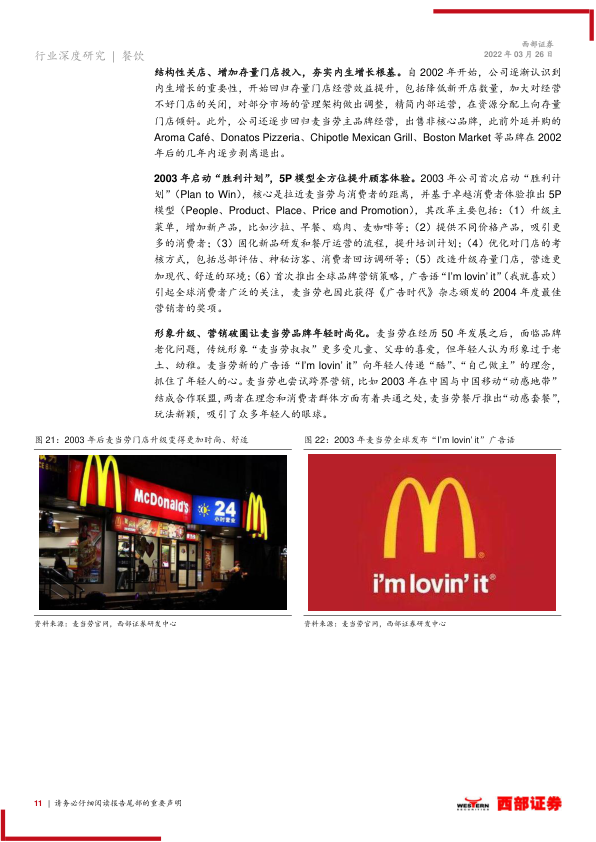 西部证券
行业深度研究 | 餐饮
2022 年 03 月 26 日
结构性关店、增加存量门店投入，夯实内生增长根基。自 2002 年开始，公司逐渐认识到
内生增长的重要性，开始回归存量门店经营效益提升，包括降低新开店数量，加大对经营
不好门店的关闭，对部分市场的管理架构做出调整，精简内部运营，在资源分配上向存量
门店倾斜。此外，公司还逐步回归麦当劳主品牌经营，出售非核心品牌，此前外延并购的
Aroma Café、Donatos Pizzeria、Chipotle Mexican Grill、Boston Market 等品牌在 2002
年后的几年内逐步剥离退出。
2003 年启动“胜利计划”，5P 模型全方位提升顾客体验。2003 年公司首次启动“胜利计
划”（Plan to Win），核心是拉近麦当劳与消费者的距离，并基于卓越消费者体验推出 5P
模型（People、Product、Place、Price and Promotion），其改革主要包括：（1）升级主
菜单，增加新产品，比如沙拉、早餐、鸡肉、麦咖啡等；（2）提供不同价格产品，吸引更
多的消费者；（3）固化新品研发和餐厅运营的流程，提升培训计划；（4）优化对门店的考
核方式，包括总部评估、神秘访客、消费者回访调研等；（5）改造升级存量门店，营造更
加现代、舒适的环境；（6）首次推出全球品牌营销策略，广告语“I’m lovin’ it”（我就喜欢）
引起全球消费者广泛的关注，麦当劳也因此获得《广告时代》杂志颁发的 2004 年度最佳
营销者的奖项。
形象升级、营销破圈让麦当劳品牌年轻时尚化。麦当劳在经历 50 年发展之后，面临品牌
老化问题，传统形象“麦当劳叔叔”更多受儿童、父母的喜爱，但年轻人认为形象过于老
土、幼稚。麦当劳新的广告语“I’m lovin’ it”向年轻人传递“酷”、“自己做主”的理念，
抓住了年轻人的心。麦当劳也尝试跨界营销，比如 2003 年在中国与中国移动“动感地带”
结成合作联盟，两者在理念和消费者群体方面有着共通之处，麦当劳餐厅推出“动感套餐”，
玩法新颖，吸引了众多年轻人的眼球。
图 21：2003 年后麦当劳门店升级变得更加时尚、舒适
图 22：2003 年麦当劳全球发布“I’m lovin’ it”广告语
McDonald's
24
小时营业
i'm lovin' it®
资料来源：麦当劳官网，西部证券研发中心
资料来源：麦当劳官网，西部证券研发中心
11 | 请务必仔细阅读报告尾部的重要声明
WESTERN
SECURITIES
西部证券